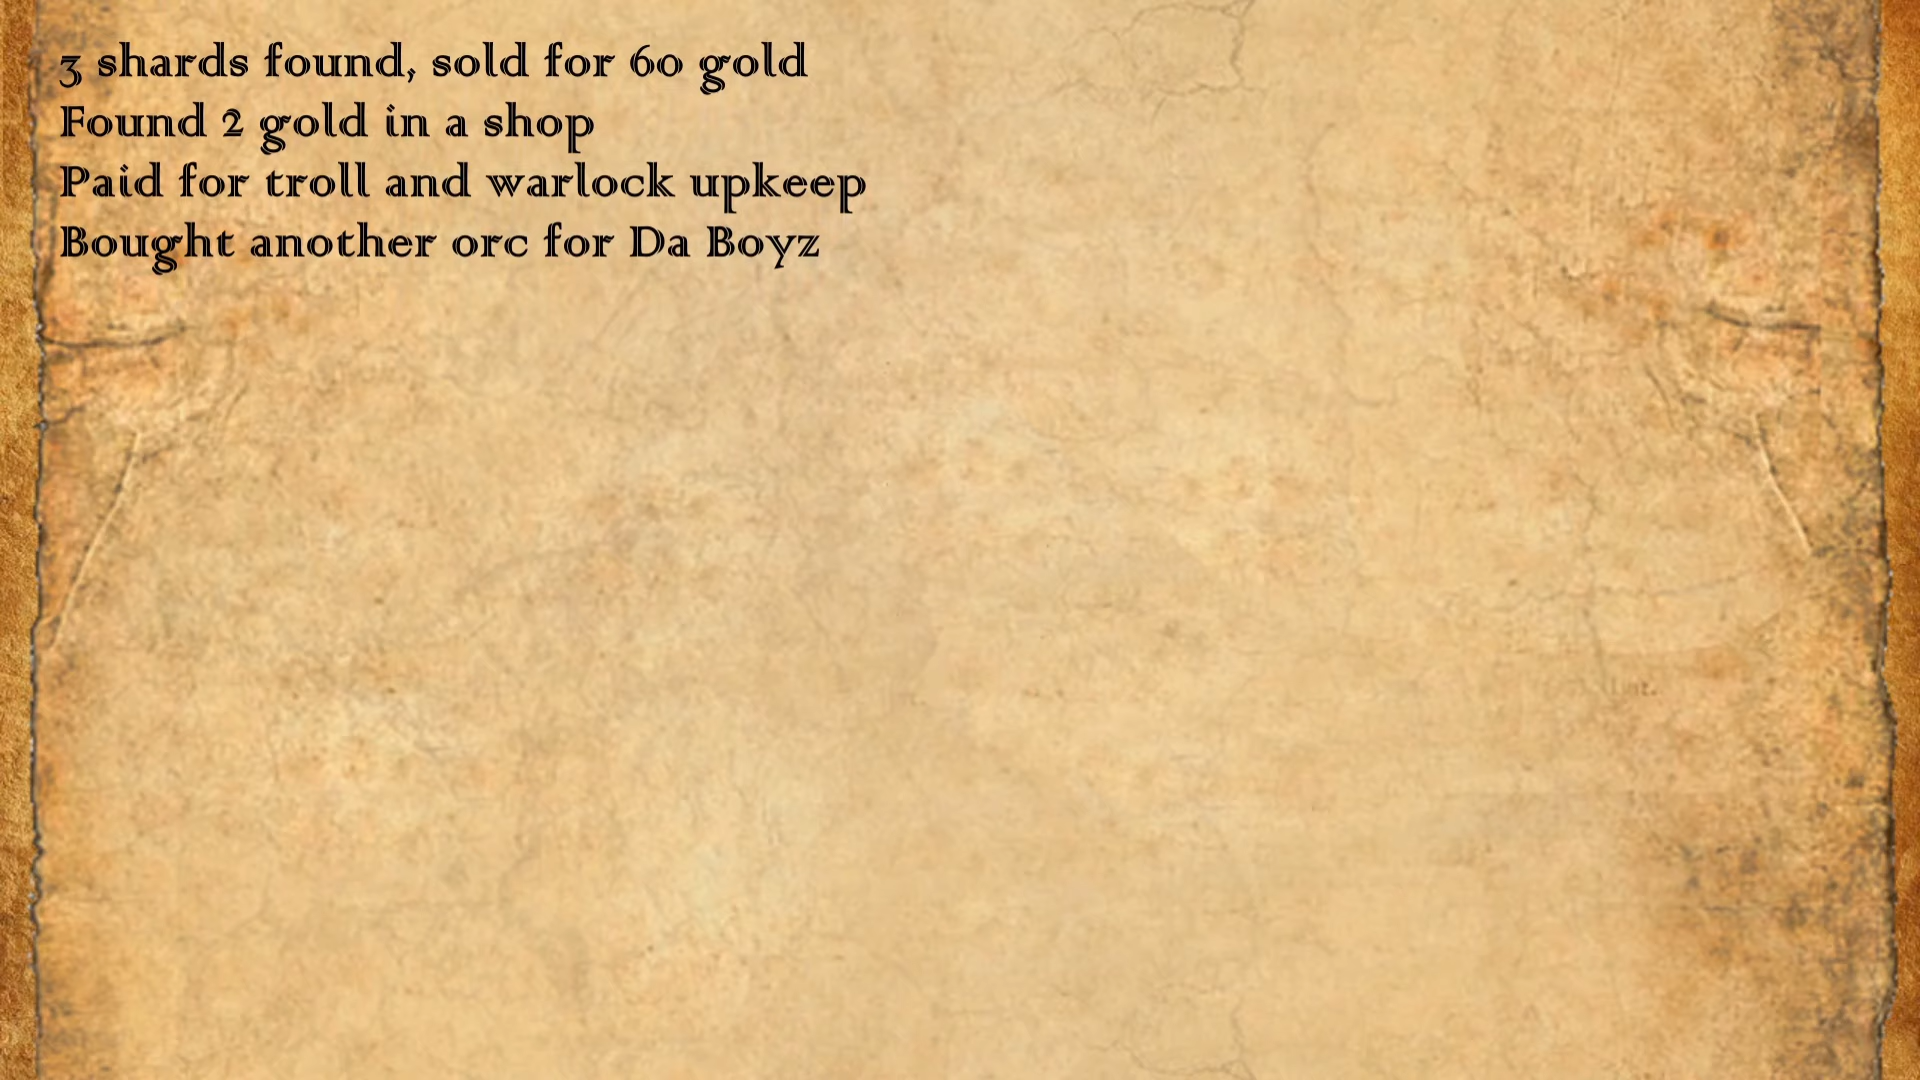 3 shards found, sold for 60 gold
Found 2 gold in a shop
Paid for troll and warlock upkeep
Bought another orc for Da Boyz